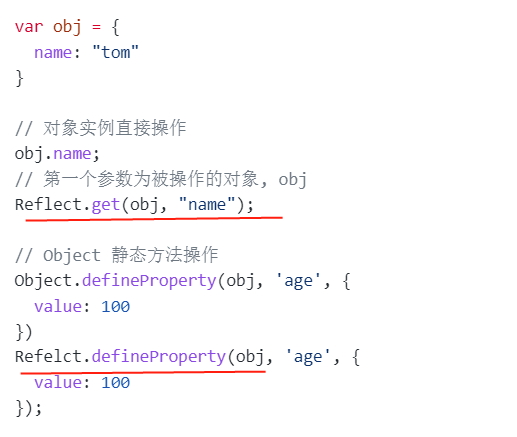 var obj = {
  name: "tom"
}
// 对象实例直接操作
obj.name;
// 第一个参数为被操作的对象, obj
Reflect.get(obj, "name");
// Object 静态方法操作
Object.defineProperty(obj, 'age', {
  value: 100
})
Refelct.defineProperty(obj, 'age', {
  value: 100
});